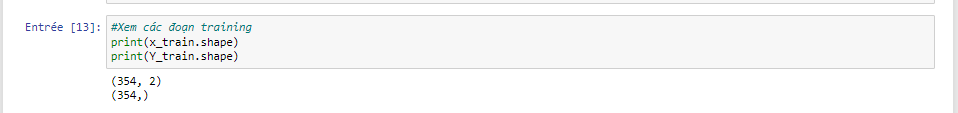 Entrée [13]: #Xem các đoạn training
print(x_train.shape)
print(Y_train.shape)
(354, 2)
(354,)